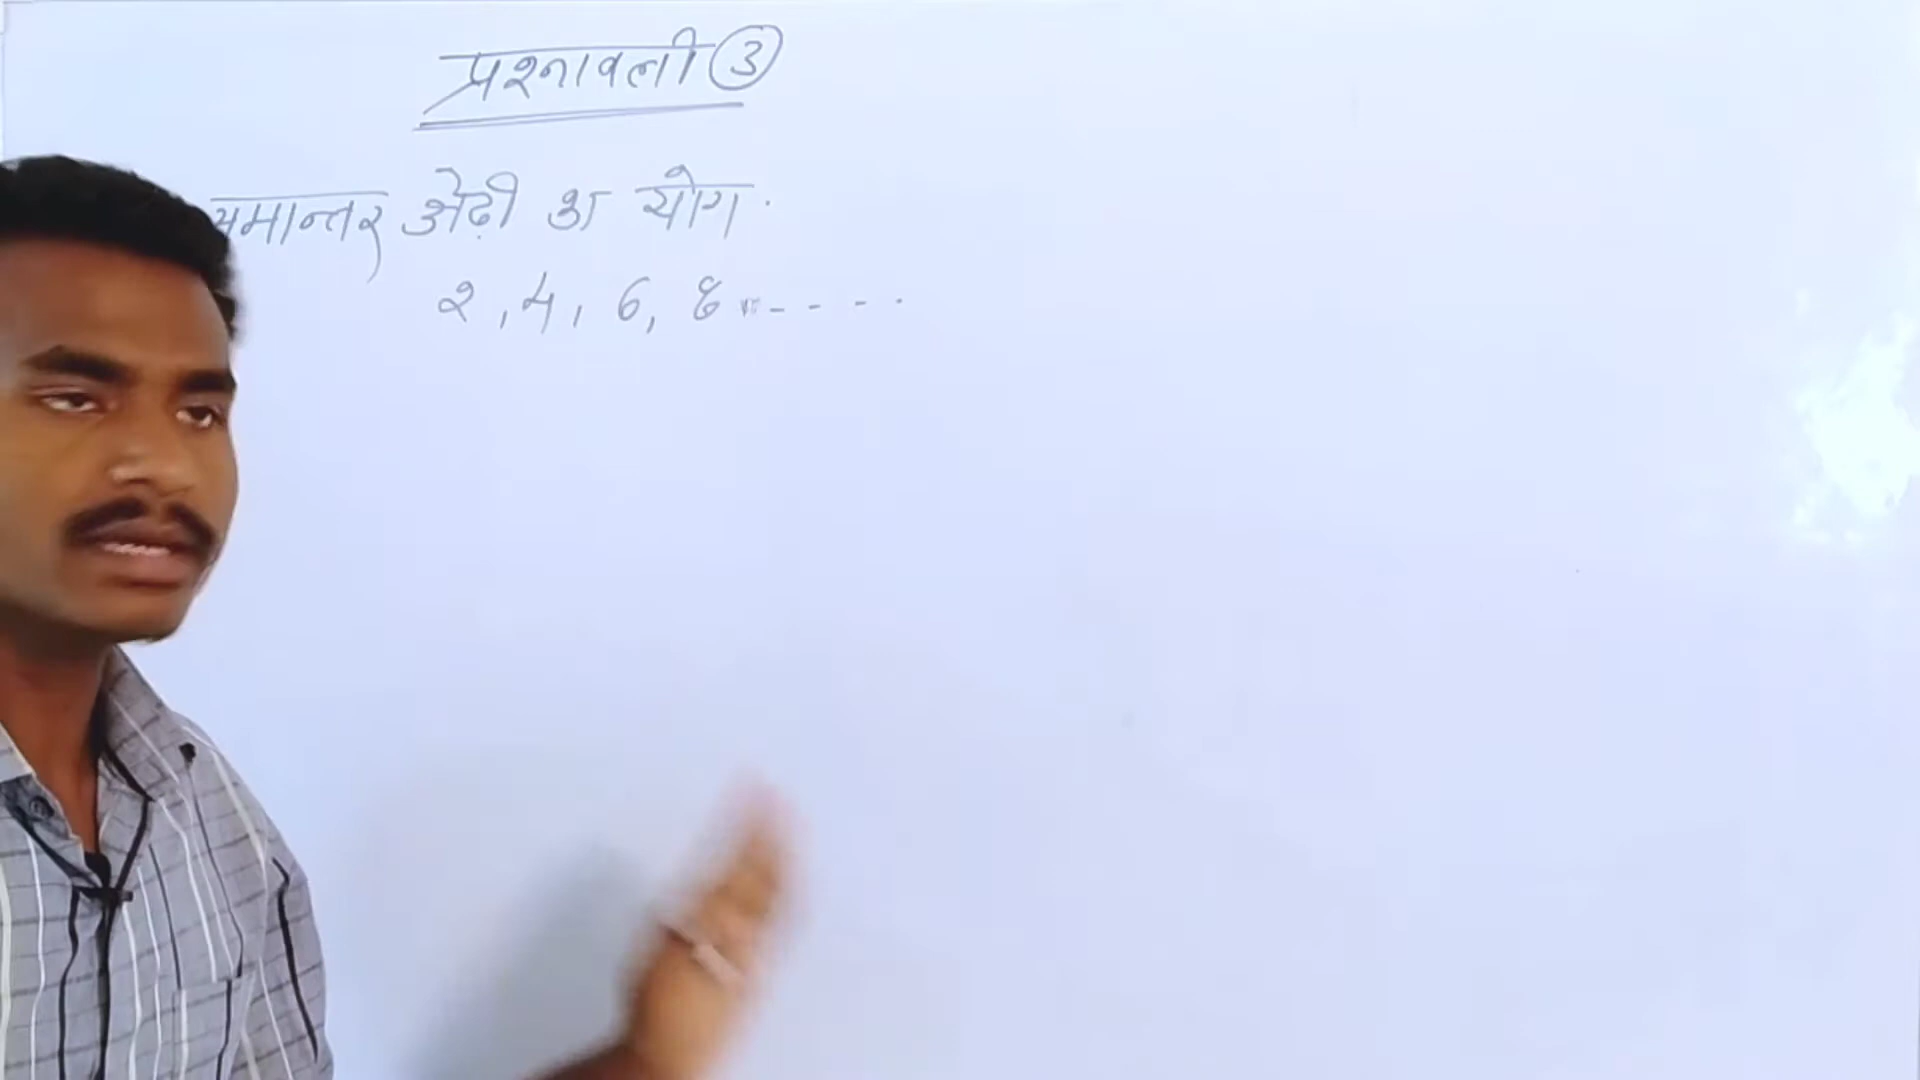 प्रश्नावली ③
समान्तर श्रेढ़ी का योग.
2, 4, 6, 8 - - - - .